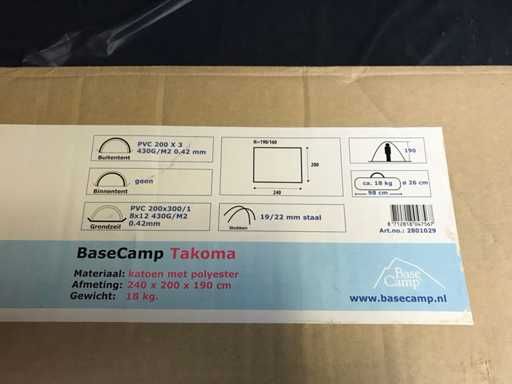 PVC 200 X 3
430G/M2 0.42 mm
Buitentent
geen
Binnentent
PVC 200x300/1
8x12 430G/M2
0.42mm
Grondzeil
H=190/160
200
240
19/22 mm staal
Stokken
190
ca. 18 kg
ø 26 cm
98 cm
8 712818 047567
Art.no.: 2801029
BaseCamp Takoma
Materiaal: katoen met polyester
Afmeting: 240 x 200 x 190 cm
Gewicht: 18 kg.
Base
Camp
www.basecamp.nl